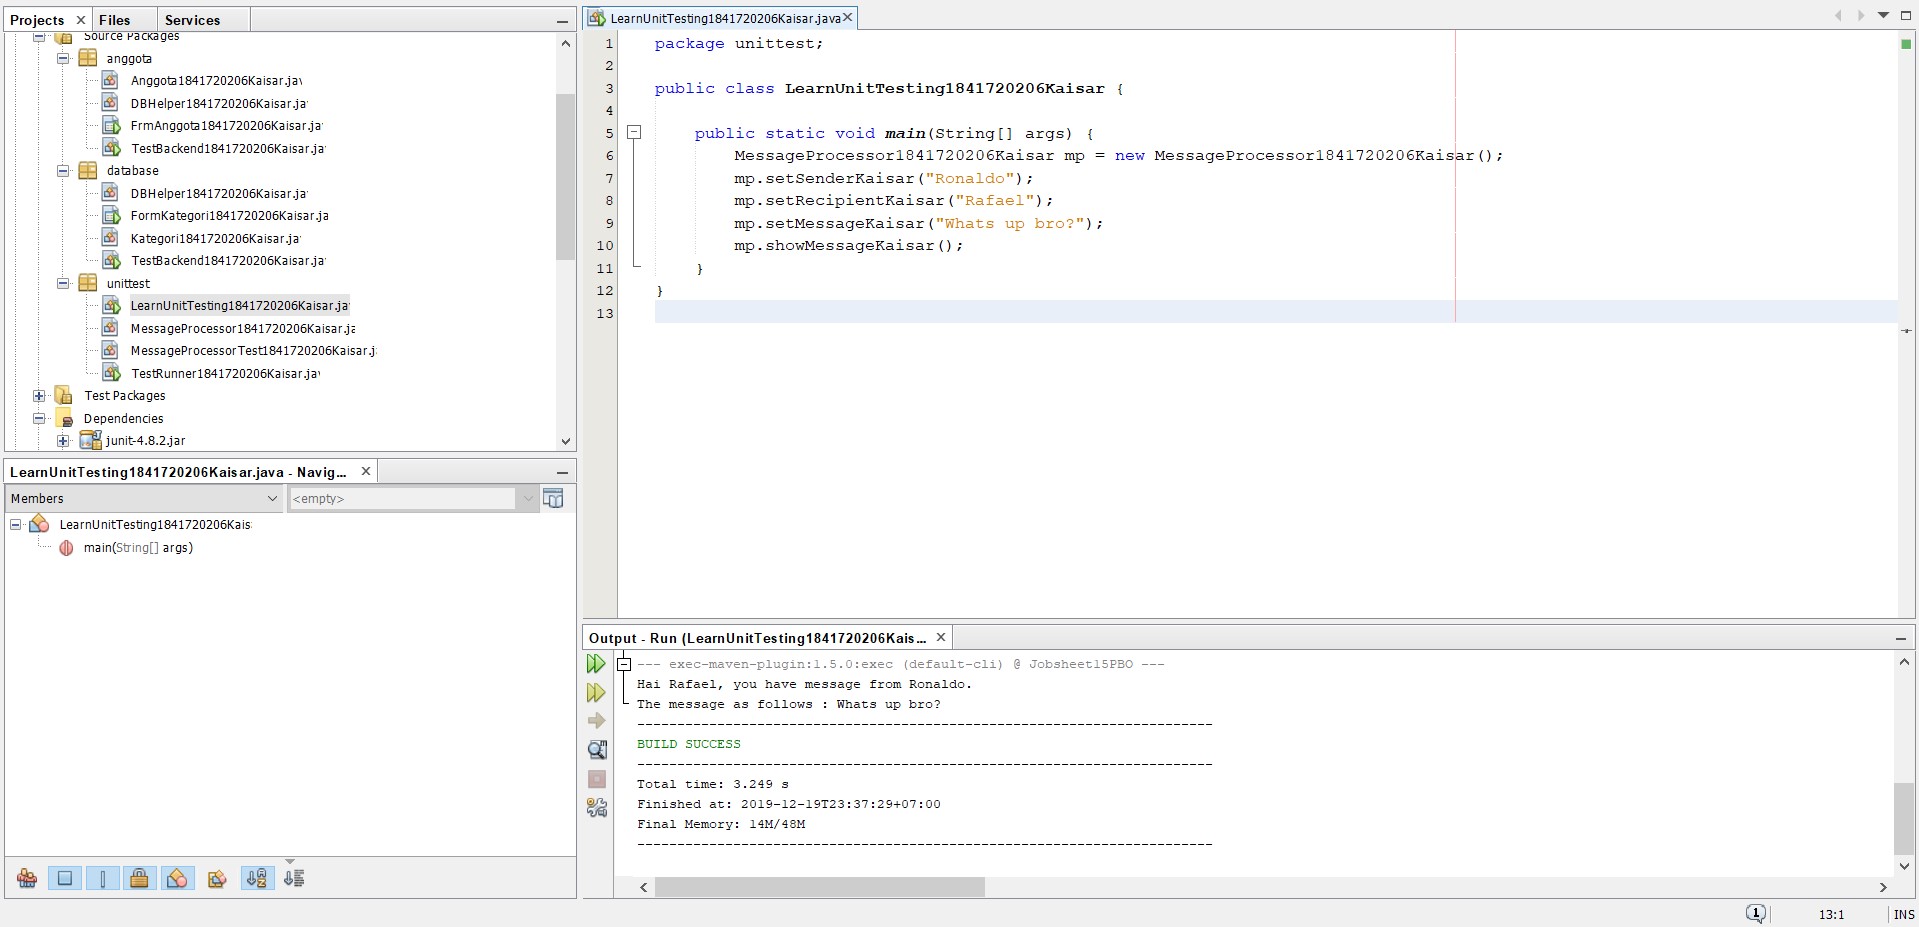 Projects
Files
Services
Source Packages
anggota
Anggota1841720206Kaisar.jav
DBHelper1841720206Kaisar.ja
FrmAnggota1841720206Kaisar.ja
TestBackend1841720206Kaisar.ja
database
DBHelper1841720206Kaisar.ja
FormKategori1841720206Kaisar.ja
Kategori1841720206Kaisar.ja
TestBackend1841720206Kaisar.ja
unittest
LearnUnitTesting1841720206Kaisar.ja
MessageProcessor1841720206Kaisar.ja
MessageProcessorTest1841720206Kaisar.j
TestRunner1841720206Kaisar.jav
Test Packages
Dependencies
junit-4.8.2.jar
LearnUnitTesting1841720206Kaisar.java - Navig...
Members
<empty>
LearnUnitTesting1841720206Kais
main(String[] args)
LearnUnitTesting1841720206Kaisar.java
1 package unittest;
2
3 public class LearnUnitTesting1841720206Kaisar {
4
5 public static void main(String[] args) {
6 MessageProcessor1841720206Kaisar mp = new MessageProcessor1841720206Kaisar();
7 mp.setSenderKaisar("Ronaldo");
8 mp.setRecipientKaisar("Rafael");
9 mp.setMessageKaisar("Whats up bro?");
10 mp.showMessageKaisar();
11 }
12 }
13
Output - Run (LearnUnitTesting1841720206Kais...
--- exec-maven-plugin:1.5.0:exec (default-cli) @ Jobsheet15PBO ---
Hai Rafael, you have message from Ronaldo.
The message as follows : Whats up bro?
------------------------------------------------------------------------
BUILD SUCCESS
------------------------------------------------------------------------
Total time: 3.249 s
Finished at: 2019-12-19T23:37:29+07:00
Final Memory: 14M/48M
------------------------------------------------------------------------
1
13:1
INS